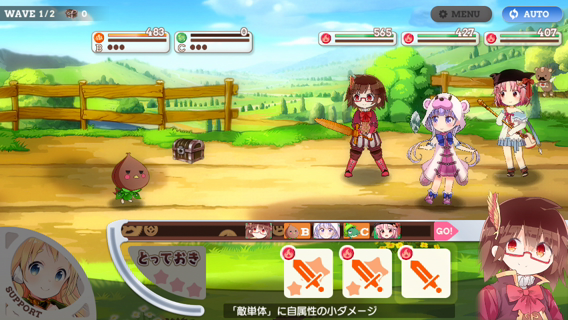 WAVE 1/2 0
MENU
AUTO
483
B
0
C
565
427
407
B
C
GO!
とっておき
SUPPORT
「敵単体」に自属性の小ダメージ